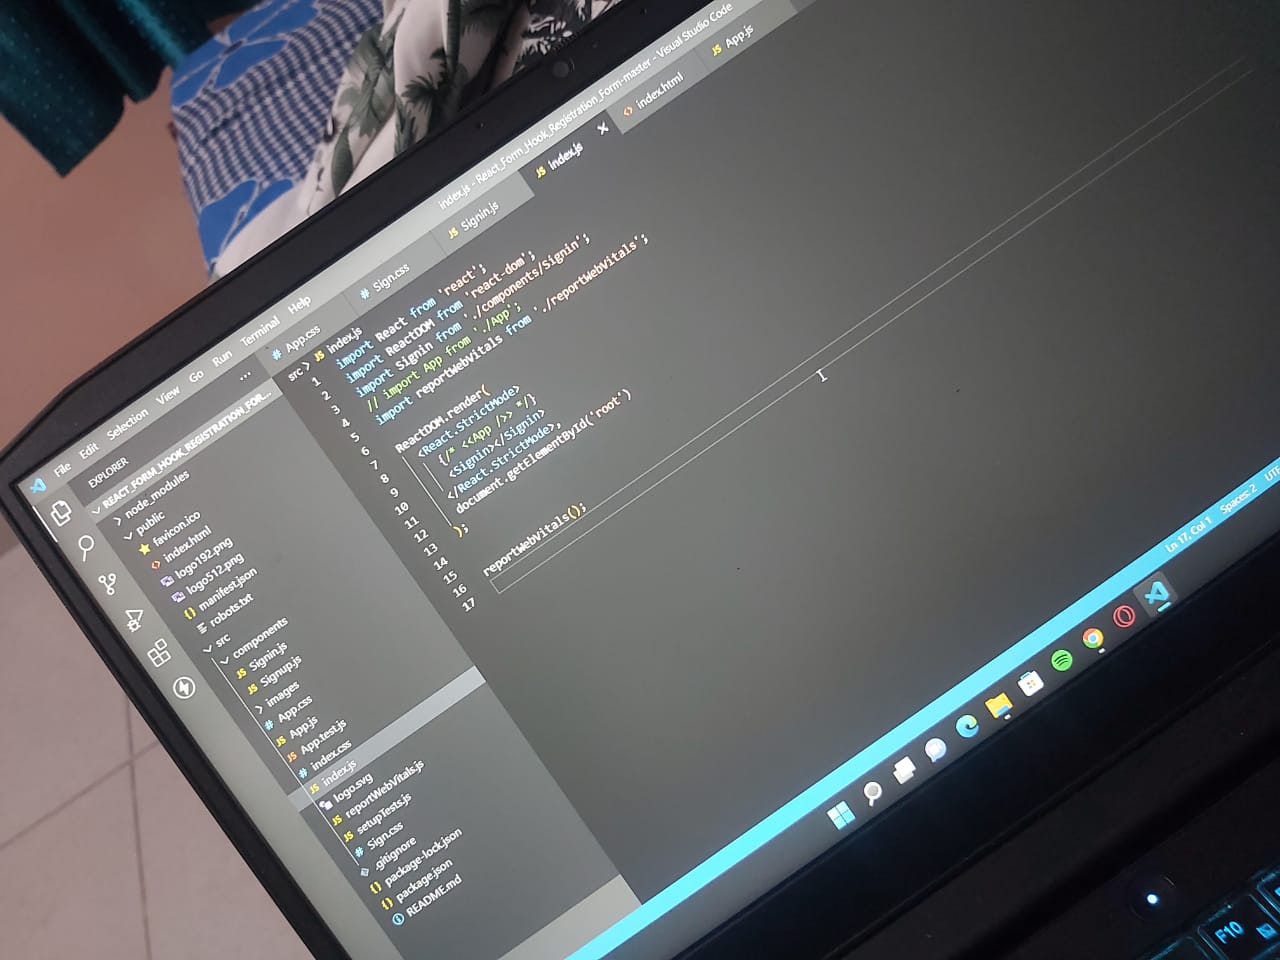 index.js - React_Form_Hook_Registration_Form-master - Visual Studio Code
File Edit Selection View Go Run Terminal Help
EXPLORER
...
REACT_FORM_HOOK_REGISTRATION_FOR...
node_modules
public
favicon.ico
index.html
logo192.png
logo512.png
manifest.json
robots.txt
src
components
Signin.js
Signup.js
images
App.css
App.js
App.test.js
index.css
index.js
logo.svg
reportWebVitals.js
setupTests.js
Sign.css
.gitignore
package-lock.json
package.json
README.md
# App.css
# Sign.css
JS Signin.js
JS index.js
index.html
JS App.js
src > JS index.js
1 import React from 'react';
2 import ReactDOM from 'react-dom';
3 import Signin from './components/Signin';
4 // import App from './App';
5 import reportWebVitals from './reportWebVitals';
6
7 ReactDOM.render(
8 <React.StrictMode>
9 {/* <<App />> */}
10 <Signin></Signin>
11 </React.StrictMode>,
12 document.getElementById('root')
13 );
14
15
16 reportWebVitals();
17
Ln 17, Col 1 Spaces: 2 UTF
F10